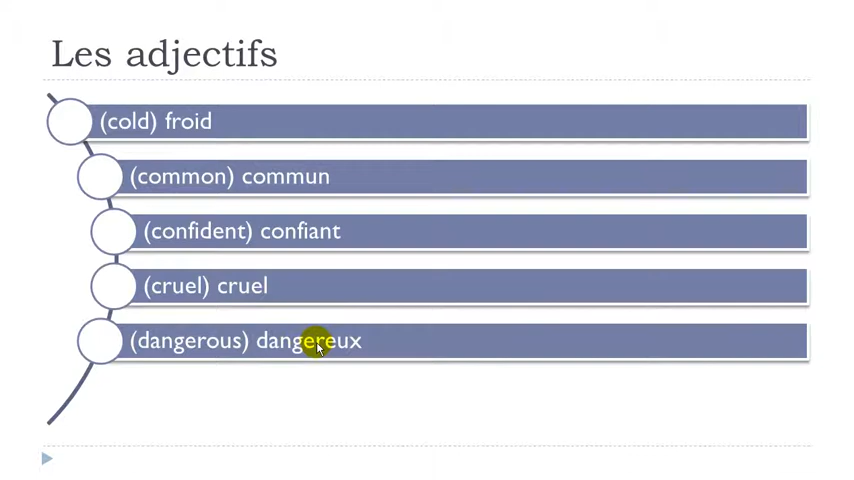 Les adjectifs
(cold) froid
(common) commun
(confident) confiant
(cruel) cruel
(dangerous) dangereux